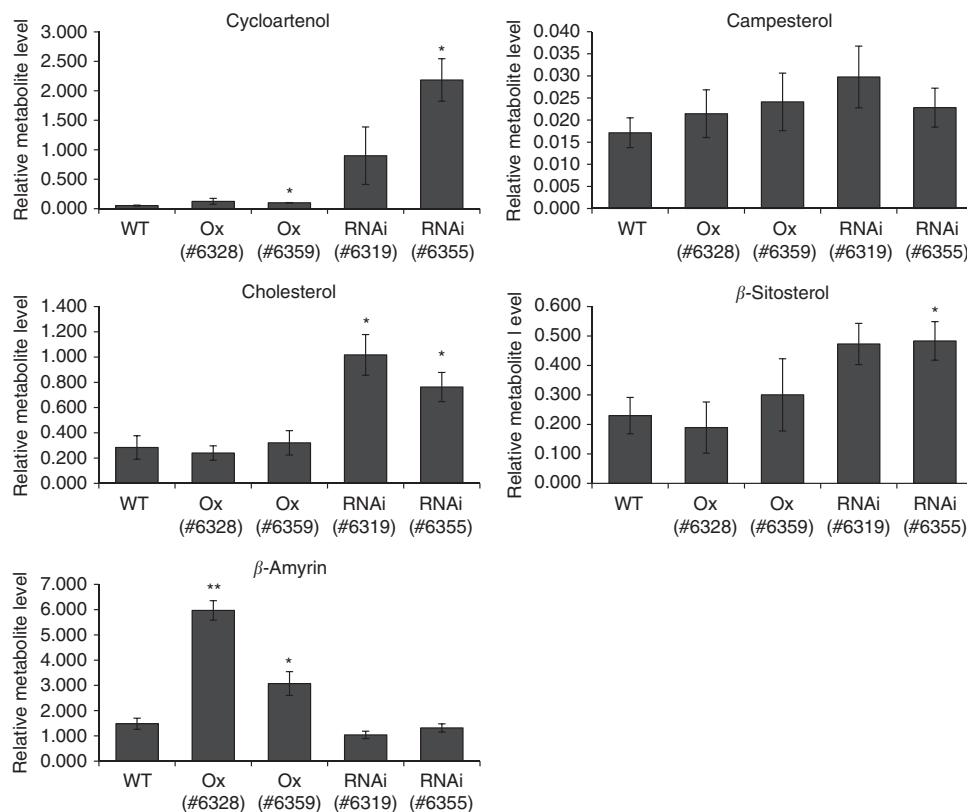 Cycloartenol
Relative metabolite level
3.000
2.500
2.000
1.500
1.000
0.500
0.000
*
*
WT Ox Ox RNAi RNAi
(#6328) (#6359) (#6319) (#6355)
Campesterol
Relative metabolite level
0.040
0.035
0.030
0.025
0.020
0.015
0.010
0.005
0.000
WT Ox Ox RNAi RNAi
(#6328) (#6359) (#6319) (#6355)
Cholesterol
Relative metabolite level
1.400
1.200
1.000
0.800
0.600
0.400
0.200
0.000
*
*
WT Ox Ox RNAi RNAi
(#6328) (#6359) (#6319) (#6355)
β-Sitosterol
Relative metabolite l evel
0.600
0.500
0.400
0.300
0.200
0.100
0.000
*
WT Ox Ox RNAi RNAi
(#6328) (#6359) (#6319) (#6355)
β-Amyrin
Relative metabolite level
7.000
6.000
5.000
4.000
3.000
2.000
1.000
0.000
**
*
WT Ox Ox RNAi RNAi
(#6328) (#6359) (#6319) (#6355)